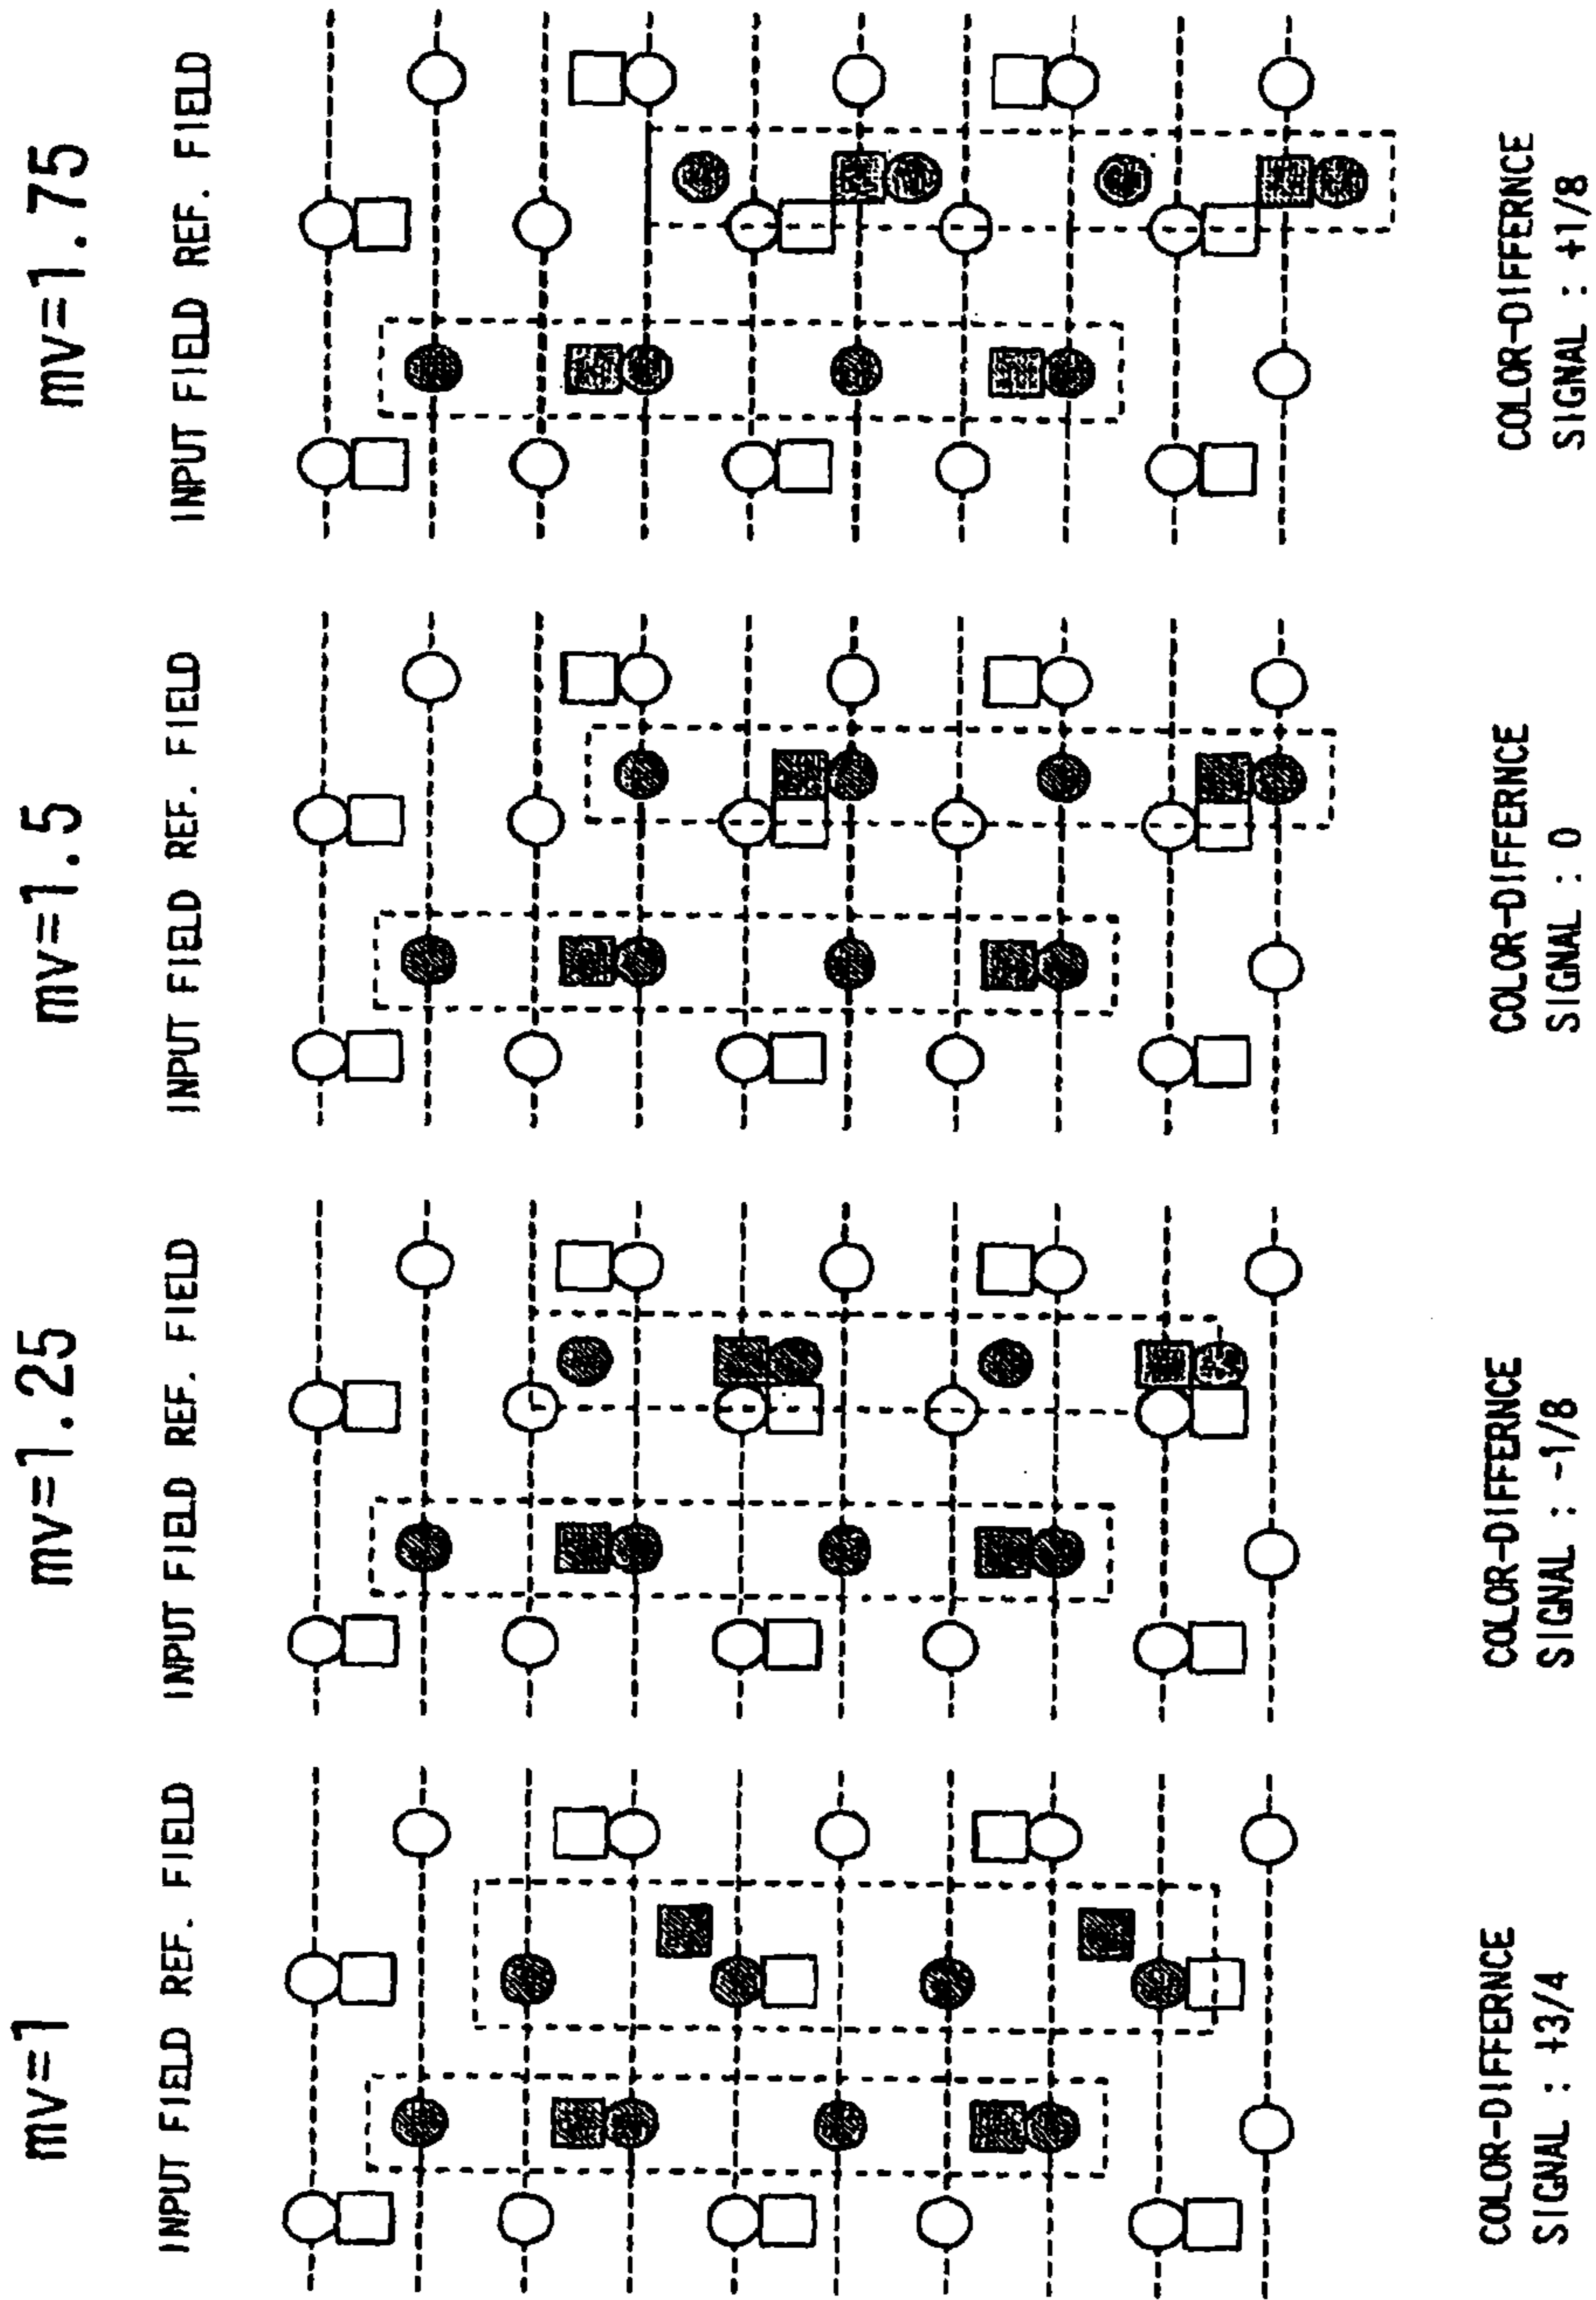 mv=1
INPUT FIELD REF. FIELD
COLOR-DIFFERNCE
SIGNAL : +3/4
mv=1.25
INPUT FIELD REF. FIELD
COLOR-DIFFERNCE
SIGNAL : -1/8
mv=1.5
INPUT FIELD REF. FIELD
COLOR-DIFFERNCE
SIGNAL : 0
mv=1.75
INPUT FIELD REF. FIELD
COLOR-DIFFERNCE
SIGNAL : +1/8